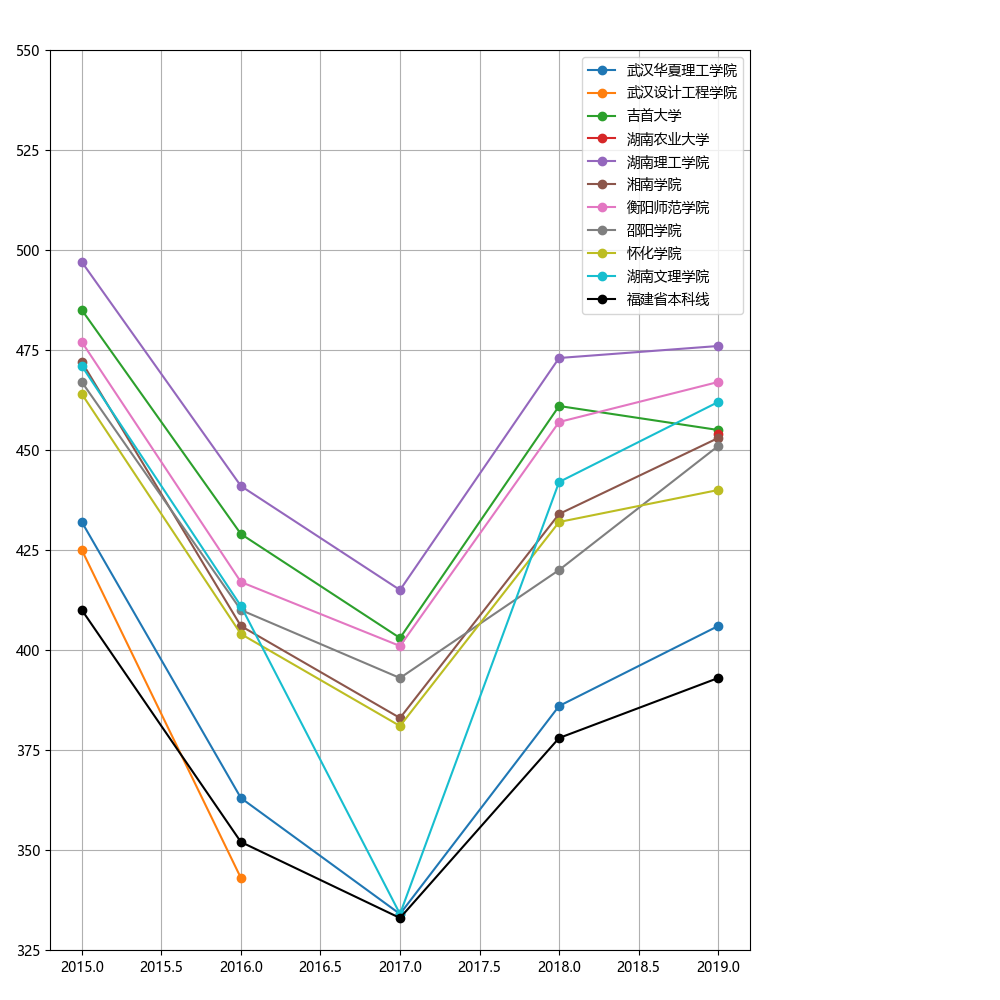 550
525
500
475
450
425
400
375
350
325
2015.0
2015.5
2016.0
2016.5
2017.0
2017.5
2018.0
2018.5
2019.0
武汉华夏理工学院
武汉设计工程学院
吉首大学
湖南农业大学
湖南理工学院
湘南学院
衡阳师范学院
邵阳学院
怀化学院
湖南文理学院
福建省本科线